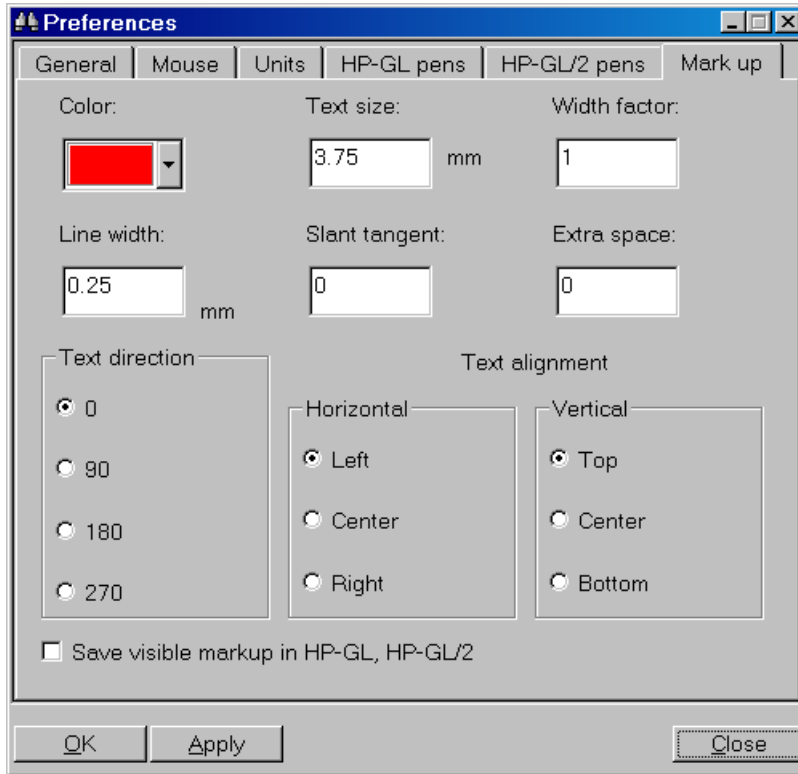 Preferences
General Mouse Units HP-GL pens HP-GL/2 pens Mark up
Color: Text size: Width factor:
3.75 mm 1
Line width: Slant tangent: Extra space:
0.25 mm 0 0
Text direction Text alignment
0 Horizontal Vertical
90 Left Top
180 Center Center
270 Right Bottom
Save visible markup in HP-GL, HP-GL/2
OK Apply Close